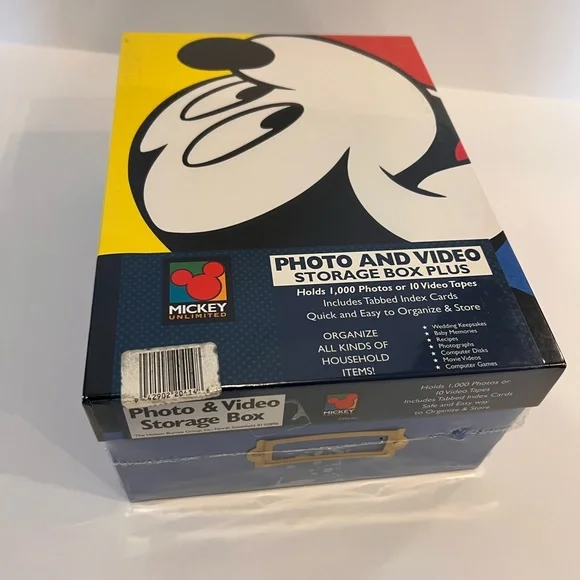 PHOTO AND VIDEO
STORAGE BOX PLUS
Holds 1,000 Photos or 10 Video Tapes
Includes Tabbed Index Cards
Quick and Easy to Organize & Store
MICKEY
UNLIMITED
ORGANIZE
ALL KINDS OF
HOUSEHOLD
ITEMS!
★ Wedding Keepsakes
★ Baby Memories
★ Recipes
★ Photographs
★ Computer Disks
★ Movie Videos
★ Computer Games
Photo & Video
Storage Box
MICKEY
Holds 1,000 Photos or
10 Video Tapes
Includes Tabbed Index Cards
Safe and Easy way
to Organize & Store